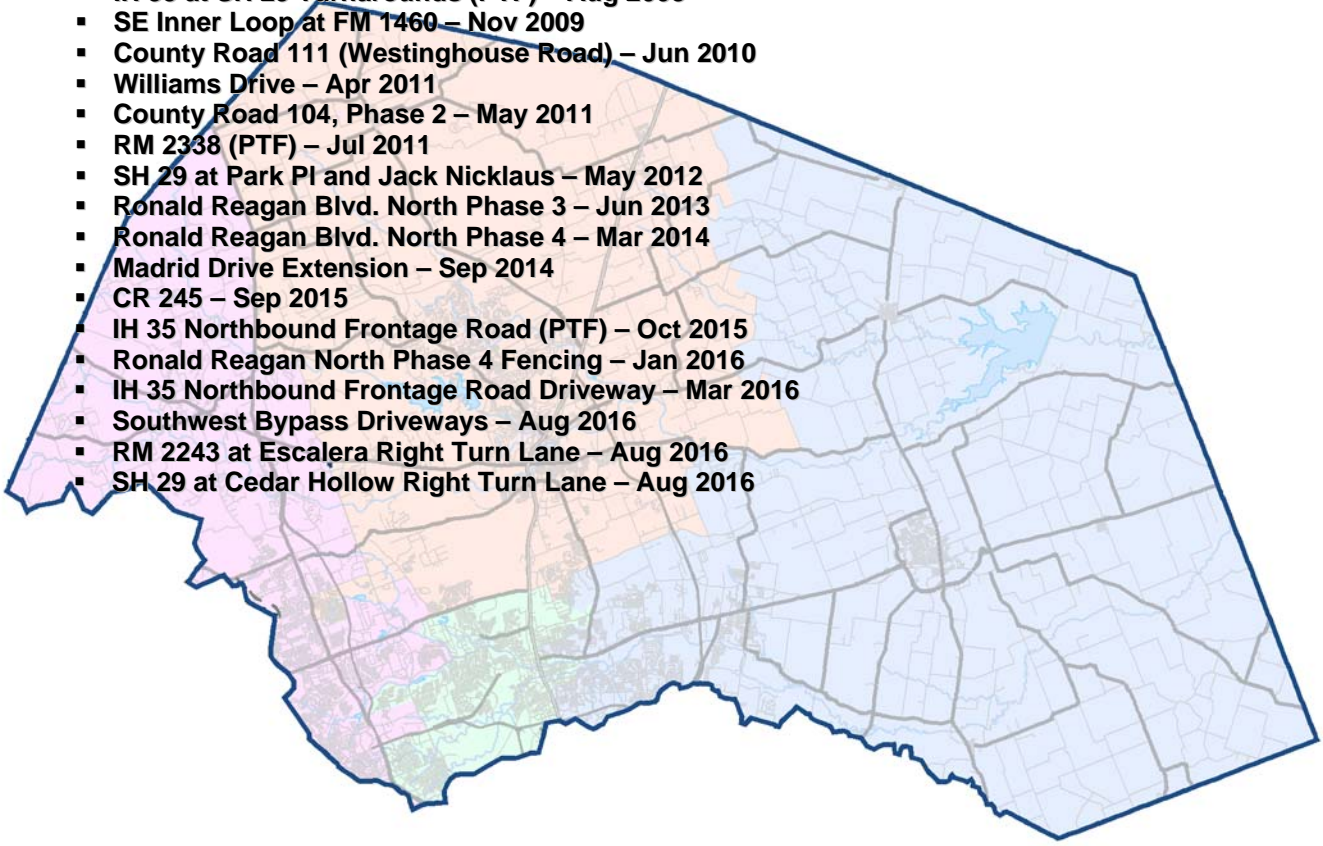 at SH 29 Turnarounds (PTF) – Aug
▪ SE Inner Loop at FM 1460 – Nov 2009
▪ County Road 111 (Westinghouse Road) – Jun 2010
▪ Williams Drive – Apr 2011
▪ County Road 104, Phase 2 – May 2011
▪ RM 2338 (PTF) – Jul 2011
▪ SH 29 at Park Pl and Jack Nicklaus – May 2012
▪ Ronald Reagan Blvd. North Phase 3 – Jun 2013
▪ Ronald Reagan Blvd. North Phase 4 – Mar 2014
▪ Madrid Drive Extension – Sep 2014
▪ CR 245 – Sep 2015
▪ IH 35 Northbound Frontage Road (PTF) – Oct 2015
▪ Ronald Reagan North Phase 4 Fencing – Jan 2016
▪ IH 35 Northbound Frontage Road Driveway – Mar 2016
▪ Southwest Bypass Driveways – Aug 2016
▪ RM 2243 at Escalera Right Turn Lane – Aug 2016
▪ SH 29 at Cedar Hollow Right Turn Lane – Aug 2016